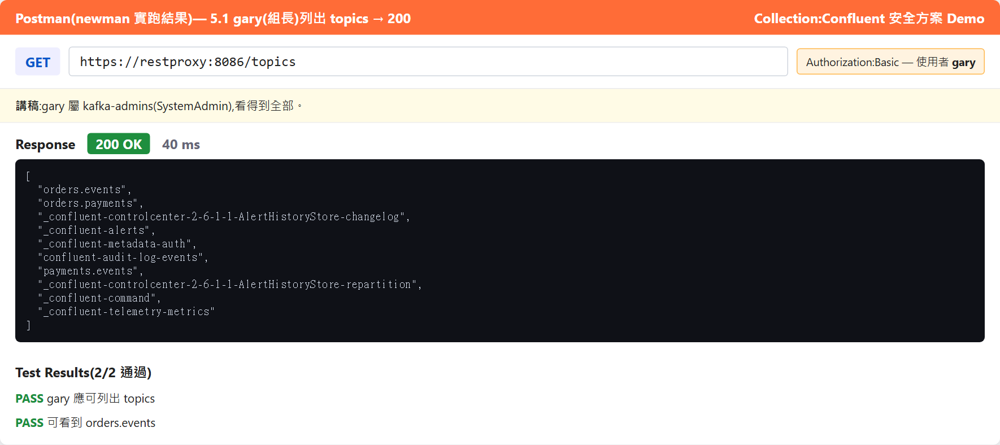 Postman(newman 實跑結果)— 5.1 gary(組長)列出 topics → 200
Collection:Confluent 安全方案 Demo
GET
https://restproxy:8086/topics
Authorization:Basic — 使用者 gary
講稿:gary 屬 kafka-admins(SystemAdmin),看得到全部。
Response 200 OK 40 ms
[
"orders.events",
"orders.payments",
"_confluent-controlcenter-2-6-1-1-AlertHistoryStore-changelog",
"_confluent-alerts",
"_confluent-metadata-auth",
"confluent-audit-log-events",
"payments.events",
"_confluent-controlcenter-2-6-1-1-AlertHistoryStore-repartition",
"_confluent-command",
"_confluent-telemetry-metrics"
]
Test Results(2/2 通過)
PASS gary 應可列出 topics
PASS 可看到 orders.events